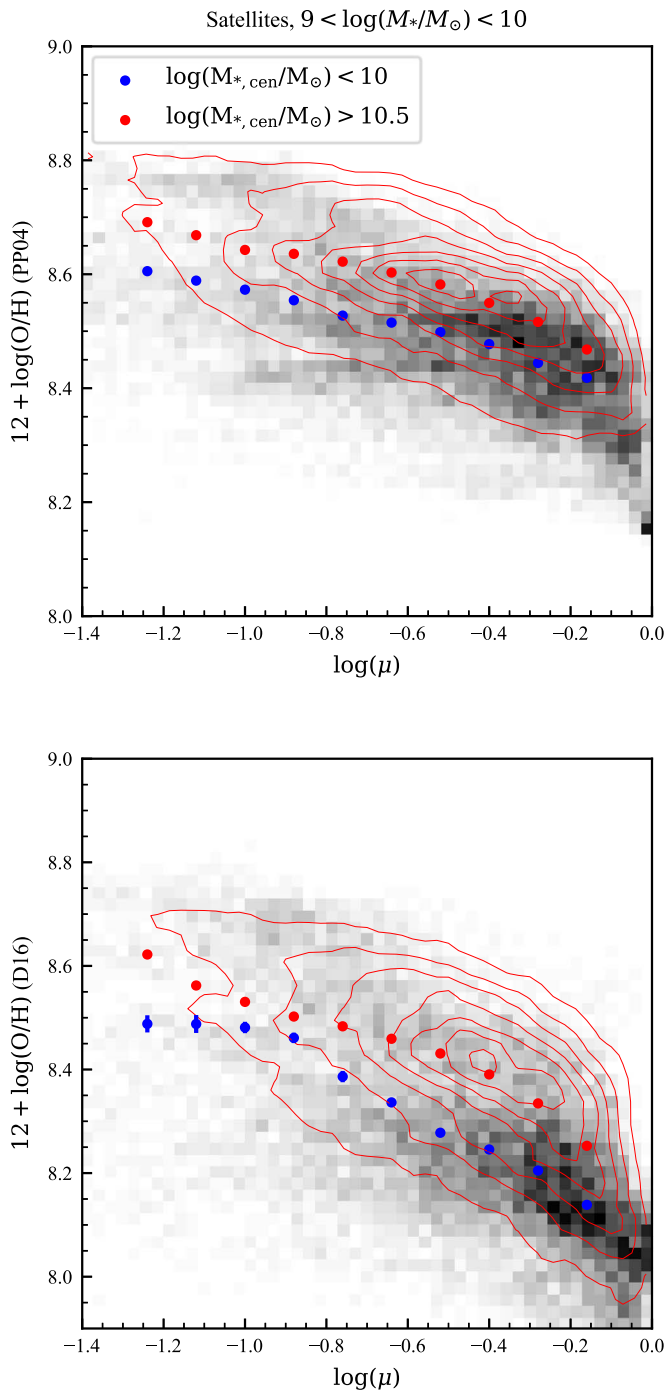 Satellites, 9 < log(M*/M⊙) < 10
9.0
log(M*,cen/M⊙) < 10
log(M*,cen/M⊙) > 10.5
8.8
8.6
8.4
8.2
8.0
12 + log(O/H) (PP04)
−1.4 −1.2 −1.0 −0.8 −0.6 −0.4 −0.2 0.0
log(μ)
9.0
8.8
8.6
8.4
8.2
8.0
12 + log(O/H) (D16)
−1.4 −1.2 −1.0 −0.8 −0.6 −0.4 −0.2 0.0
log(μ)